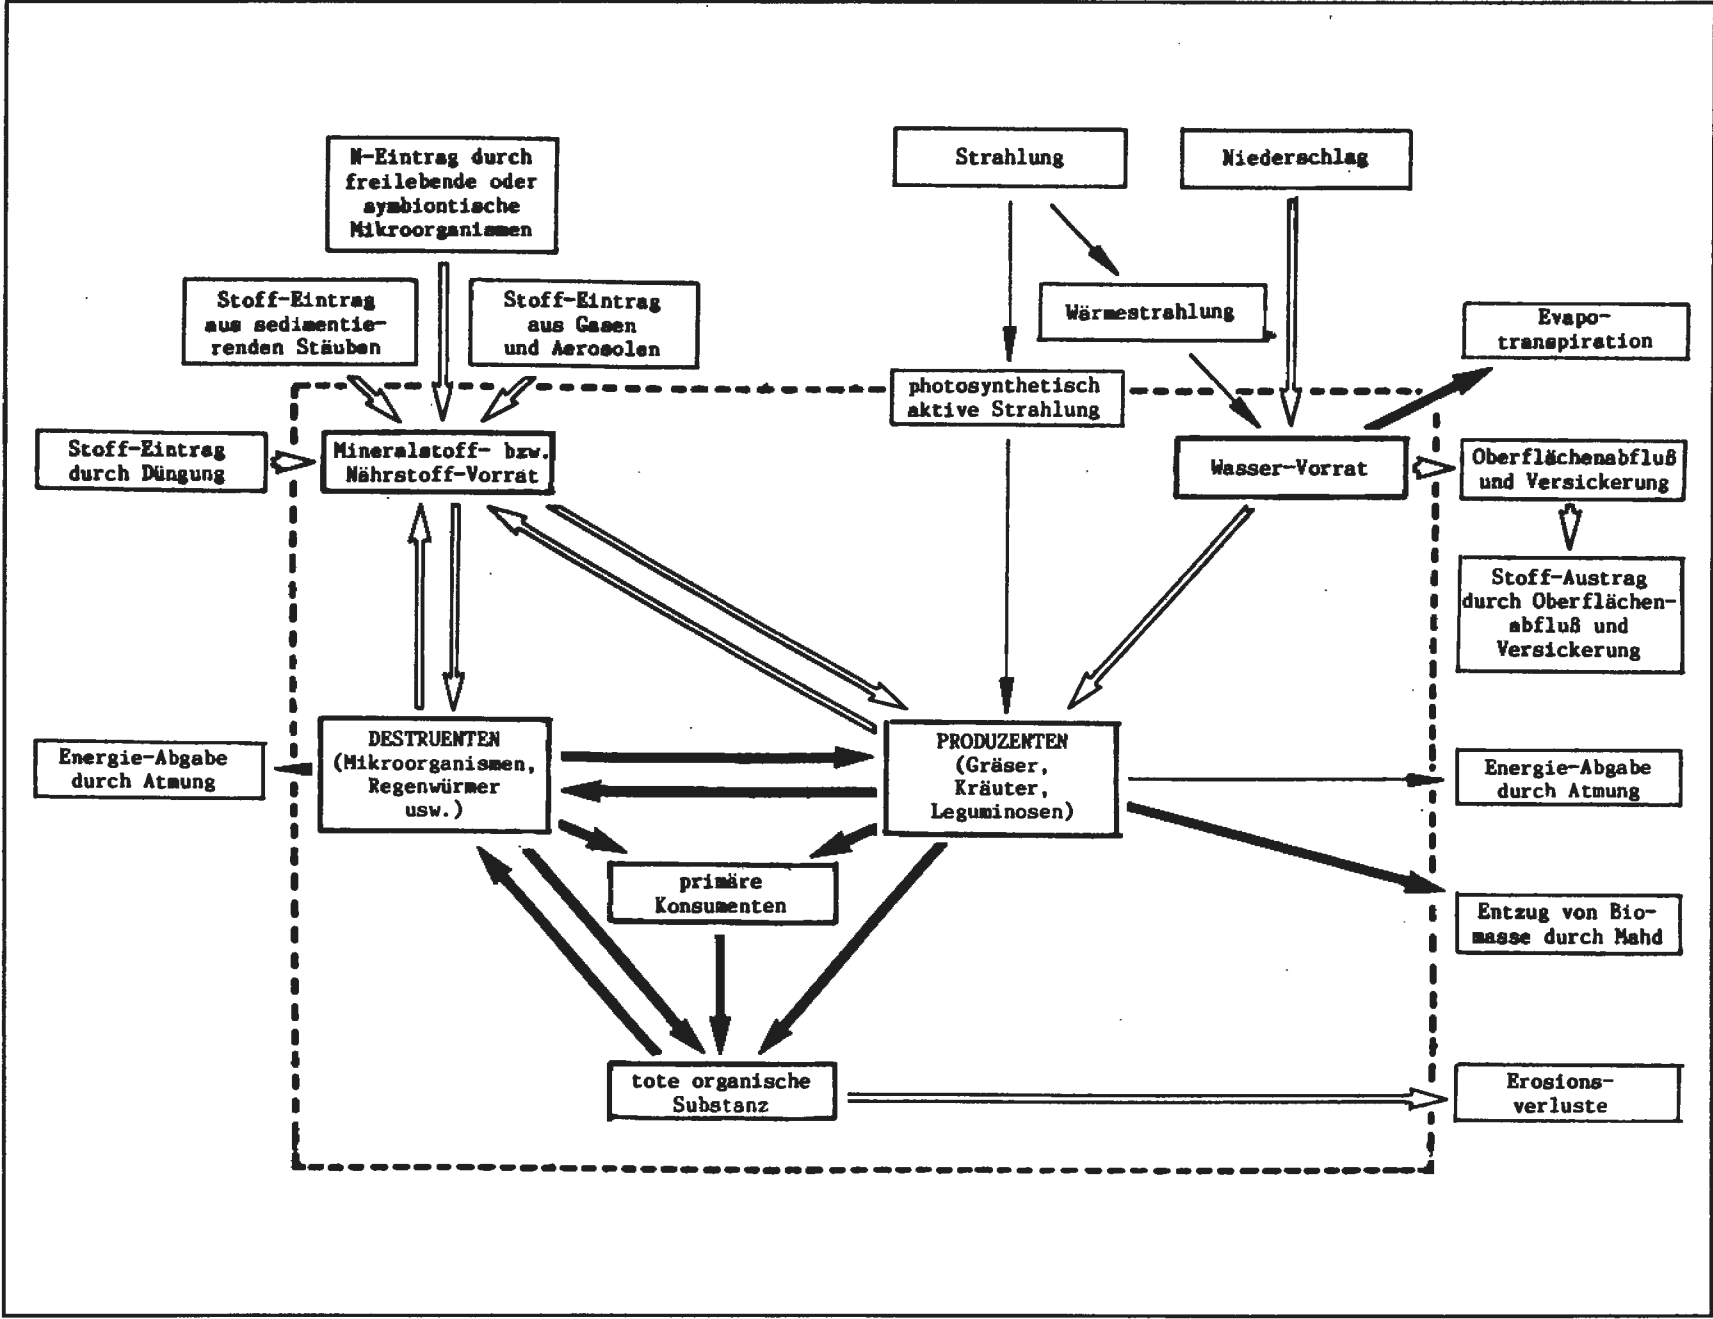 N-Eintrag durch
freilebende oder
symbiontische
Mikroorganismen
Strahlung
Niederschlag
Stoff-Eintrag
aus sedimentie-
renden Stäuben
Stoff-Eintrag
aus Gasen
und Aerosolen
Wärmestrahlung
Evapo-
transpiration
photosynthetisch
aktive Strahlung
Stoff-Eintrag
durch Düngung
Mineralstoff- bzw.
Nährstoff-Vorrat
Wasser-Vorrat
Oberflächenabfluß
und Versickerung
Stoff-Austrag
durch Oberflächen-
abfluß und
Versickerung
Energie-Abgabe
durch Atmung
DESTRUENTEN
(Mikroorganismen,
Regenwürmer
usw.)
PRODUZENTEN
(Gräser,
Kräuter,
Leguminosen)
Energie-Abgabe
durch Atmung
primäre
Konsumenten
Entzug von Bio-
masse durch Mahd
tote organische
Substanz
Erosions-
verluste